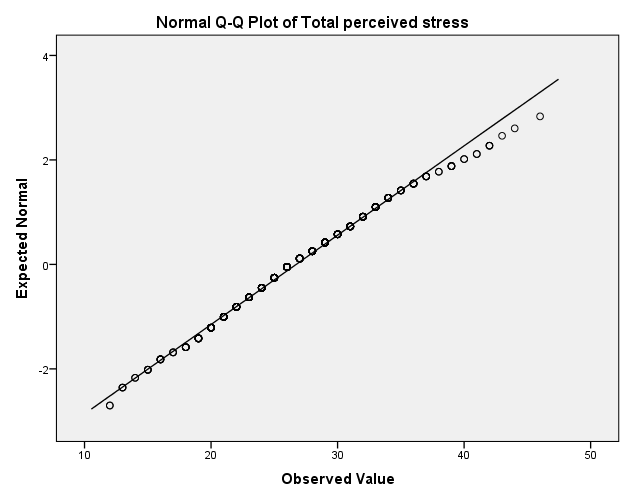 Normal Q-Q Plot of Total perceived stress
4
2
0
-2
Expected Normal
10 20 30 40 50
Observed Value